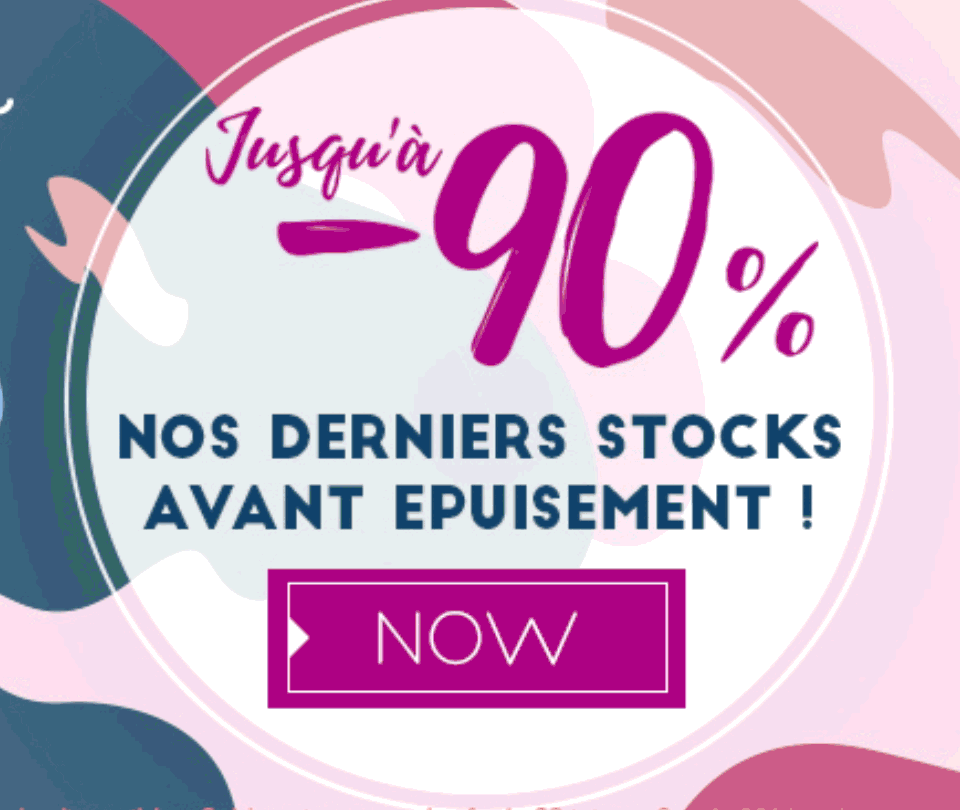 Jusqu'à
-90%
NOS DERNIERS STOCKS
AVANT EPUISEMENT !
NOW